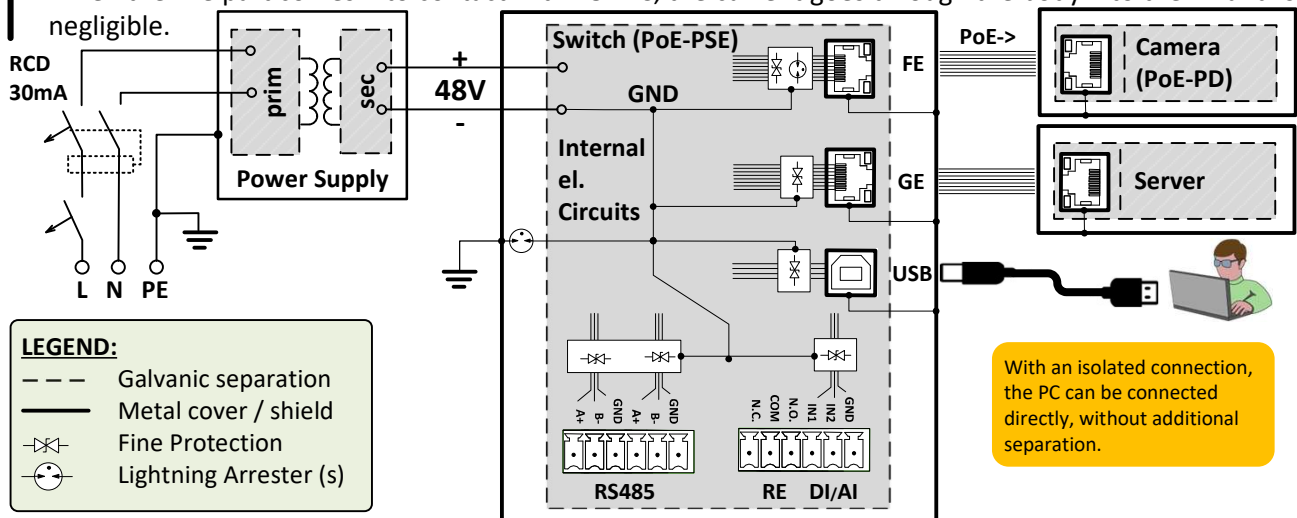 negligible.
RCD
30mA
prim
sec
Power Supply
+
48V
-
L N PE
Switch (PoE-PSE)
GND
Internal
el.
Circuits
FE
GE
USB
PoE->
Camera
(PoE-PD)
Server
A+ B- GND A+ B- GND
N.C. COM N.O. IN1 IN2 GND
RS485
RE DI/AI
LEGEND:
Galvanic separation
Metal cover / shield
Fine Protection
Lightning Arrester (s)
With an isolated connection,
the PC can be connected
directly, without additional
separation.